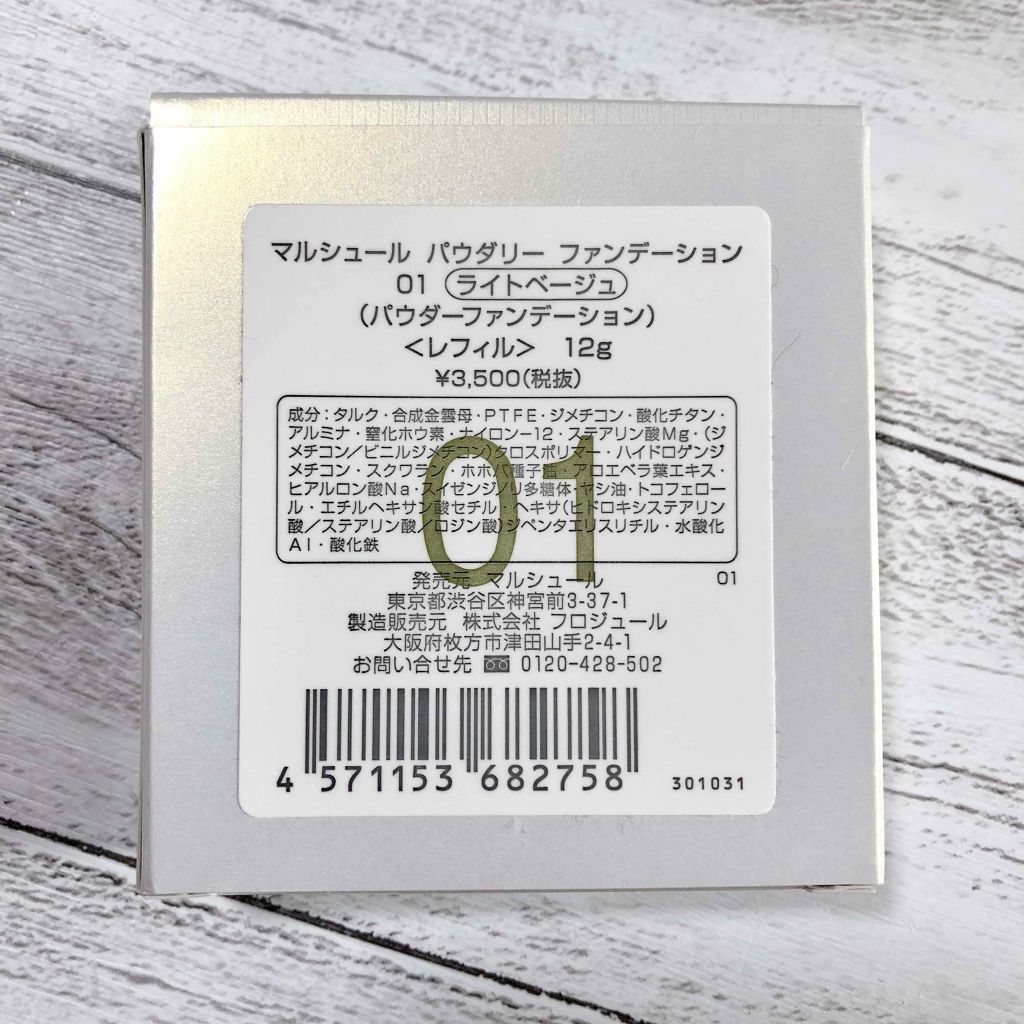 マルシュール パウダリー ファンデーション
01 ライトベージュ
(パウダーファンデーション)
<レフィル> 12g
¥3,500(税抜)
成分:タルク・合成金雲母・PTFE・ジメチコン・酸化チタン・
アルミナ・窒化ホウ素・ナイロン-12・ステアリン酸Mg・(ジ
メチコン/ビニルジメチコン)クロスポリマー・ハイドロゲンジ
メチコン・スクワラン・ホホバ種子油・アロエベラ葉エキス・
ヒアルロン酸Na・スイゼンジノリ多糖体・ヤシ油・トコフェロー
ル・エチルヘキサン酸セチル・ヘキサ(ヒドロキシステアリン
酸/ステアリン酸/ロジン酸)ジペンタエリスリチル・水酸化
Al・酸化鉄
01
発売元 マルシュール 01
東京都渋谷区神宮前3-37-1
製造販売元 株式会社 フロジュール
大阪府枚方市津田山手2-4-1
お問い合せ先 0120-428-502
4 571153 682758 301031